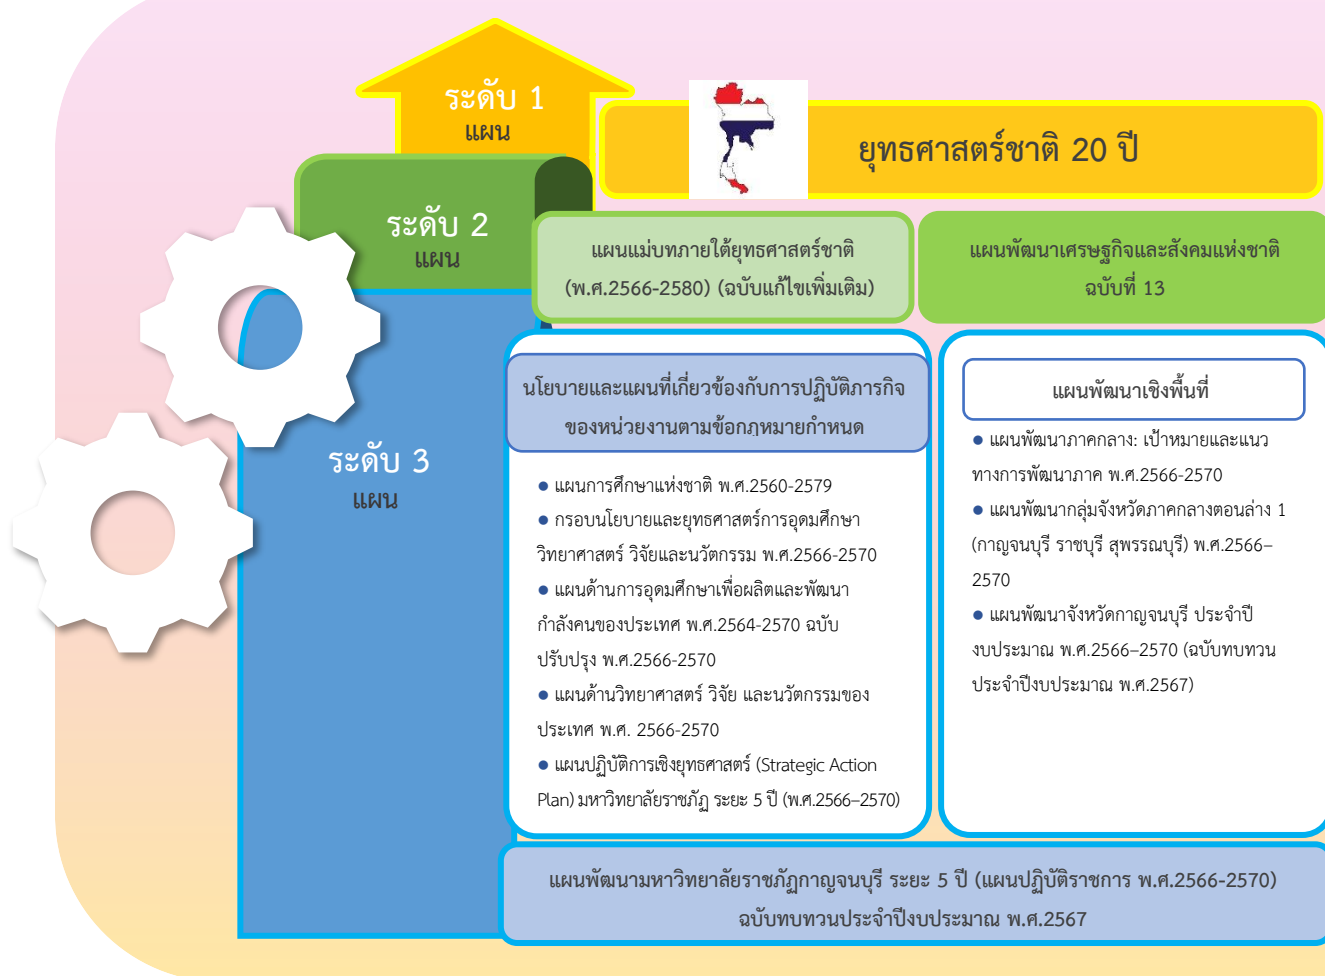 ระดับ 1
แผน
ยุทธศาสตร์ชาติ 20 ปี
ระดับ 2
แผน
แผนแม่บทภายใต้ยุทธศาสตร์ชาติ
(พ.ศ.2566-2580) (ฉบับแก้ไขเพิ่มเติม)
แผนพัฒนาเศรษฐกิจและสังคมแห่งชาติ
ฉบับที่ 13
ระดับ 3
แผน
นโยบายและแผนที่เกี่ยวข้องกับการปฏิบัติภารกิจ
ของหน่วยงานตามข้อกฎหมายกำหนด
● แผนการศึกษาแห่งชาติ พ.ศ.2560-2579
● กรอบนโยบายและยุทธศาสตร์การอุดมศึกษา
วิทยาศาสตร์ วิจัยและนวัตกรรม พ.ศ.2566-2570
● แผนด้านการอุดมศึกษาเพื่อผลิตและพัฒนา
กำลังคนของประเทศ พ.ศ.2564-2570 ฉบับ
ปรับปรุง พ.ศ.2566-2570
● แผนด้านวิทยาศาสตร์ วิจัย และนวัตกรรมของ
ประเทศ พ.ศ. 2566-2570
● แผนปฏิบัติการเชิงยุทธศาสตร์ (Strategic Action
Plan) มหาวิทยาลัยราชภัฏ ระยะ 5 ปี (พ.ศ.2566–2570)
แผนพัฒนาเชิงพื้นที่
● แผนพัฒนาภาคกลาง: เป้าหมายและแนว
ทางการพัฒนาภาค พ.ศ.2566-2570
● แผนพัฒนากลุ่มจังหวัดภาคกลางตอนล่าง 1
(กาญจนบุรี ราชบุรี สุพรรณบุรี) พ.ศ.2566–
2570
● แผนพัฒนาจังหวัดกาญจนบุรี ประจำปี
งบประมาณ พ.ศ.2566–2570 (ฉบับทบทวน
ประจำปีงบประมาณ พ.ศ.2567)
แผนพัฒนามหาวิทยาลัยราชภัฏกาญจนบุรี ระยะ 5 ปี (แผนปฏิบัติราชการ พ.ศ.2566-2570)
ฉบับทบทวนประจำปีงบประมาณ พ.ศ.2567